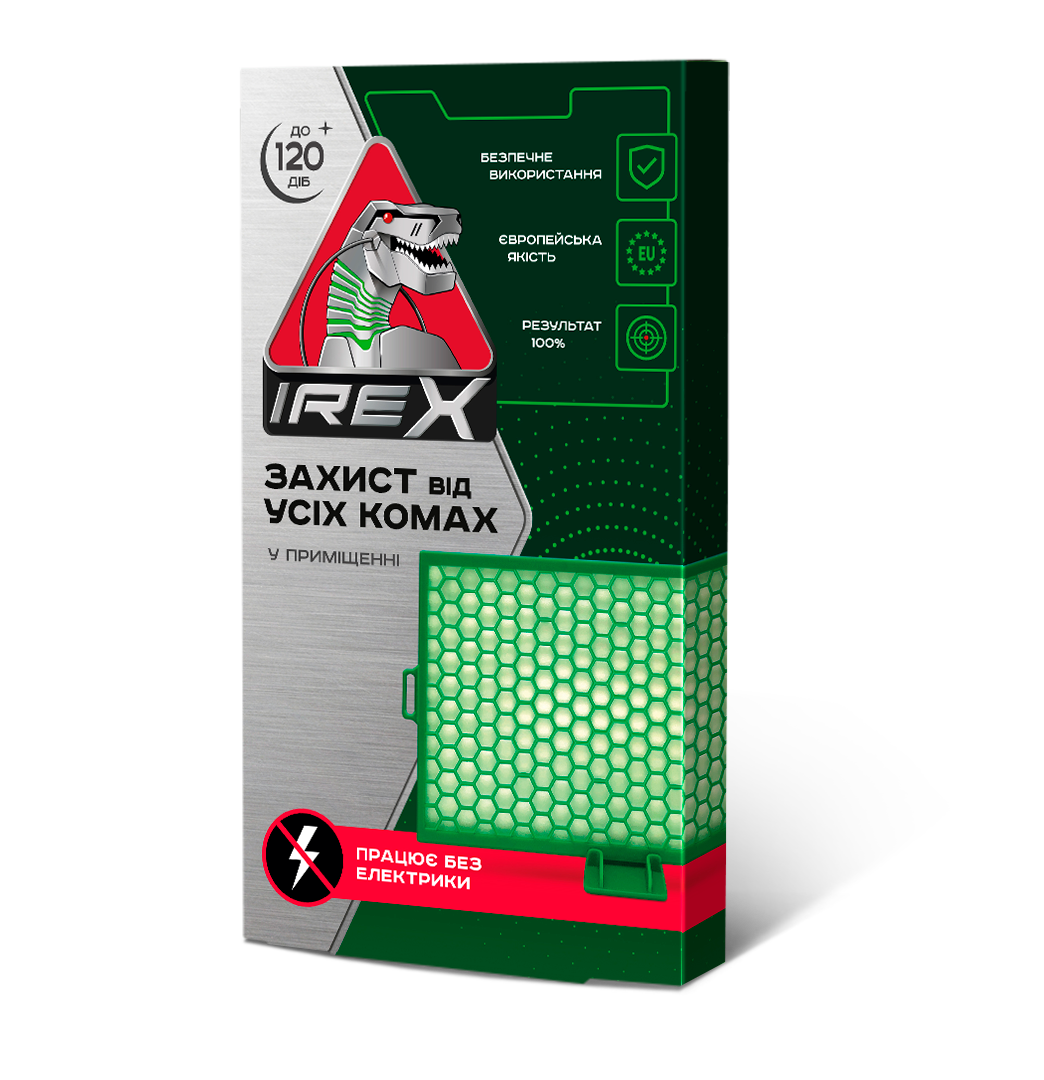 ДО
120
ДІБ
БЕЗПЕЧНЕ
ВИКОРИСТАННЯ
ЄВРОПЕЙСЬКА
ЯКІСТЬ
EU
РЕЗУЛЬТАТ
100%
IREX
ЗАХИСТ ВІД
УСІХ КОМАХ
У ПРИМІЩЕННІ
ПРАЦЮЄ БЕЗ
ЕЛЕКТРИКИ